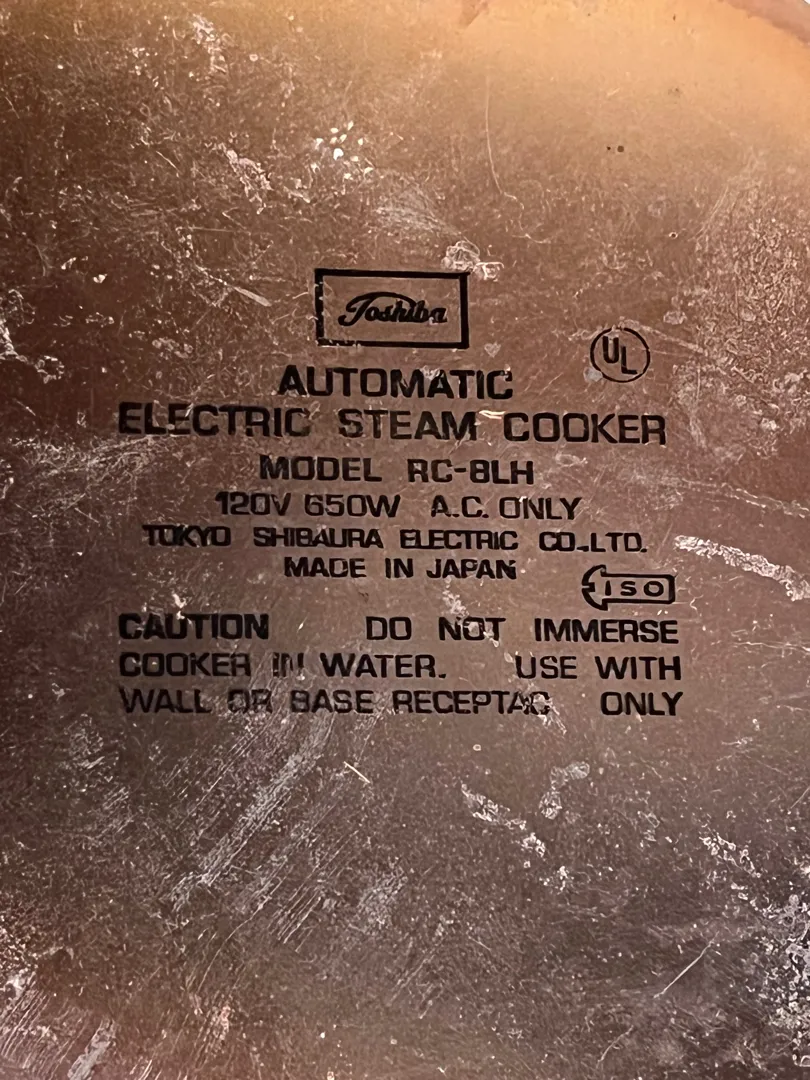 Toshiba
UL
AUTOMATIC
ELECTRIC STEAM COOKER
MODEL RC-8LH
120V 650W A.C. ONLY
TOKYO SHIBAURA ELECTRIC CO.,LTD.
MADE IN JAPAN
ISO
CAUTION DO NOT IMMERSE
COOKER IN WATER. USE WITH
WALL OR BASE RECEPTAC ONLY